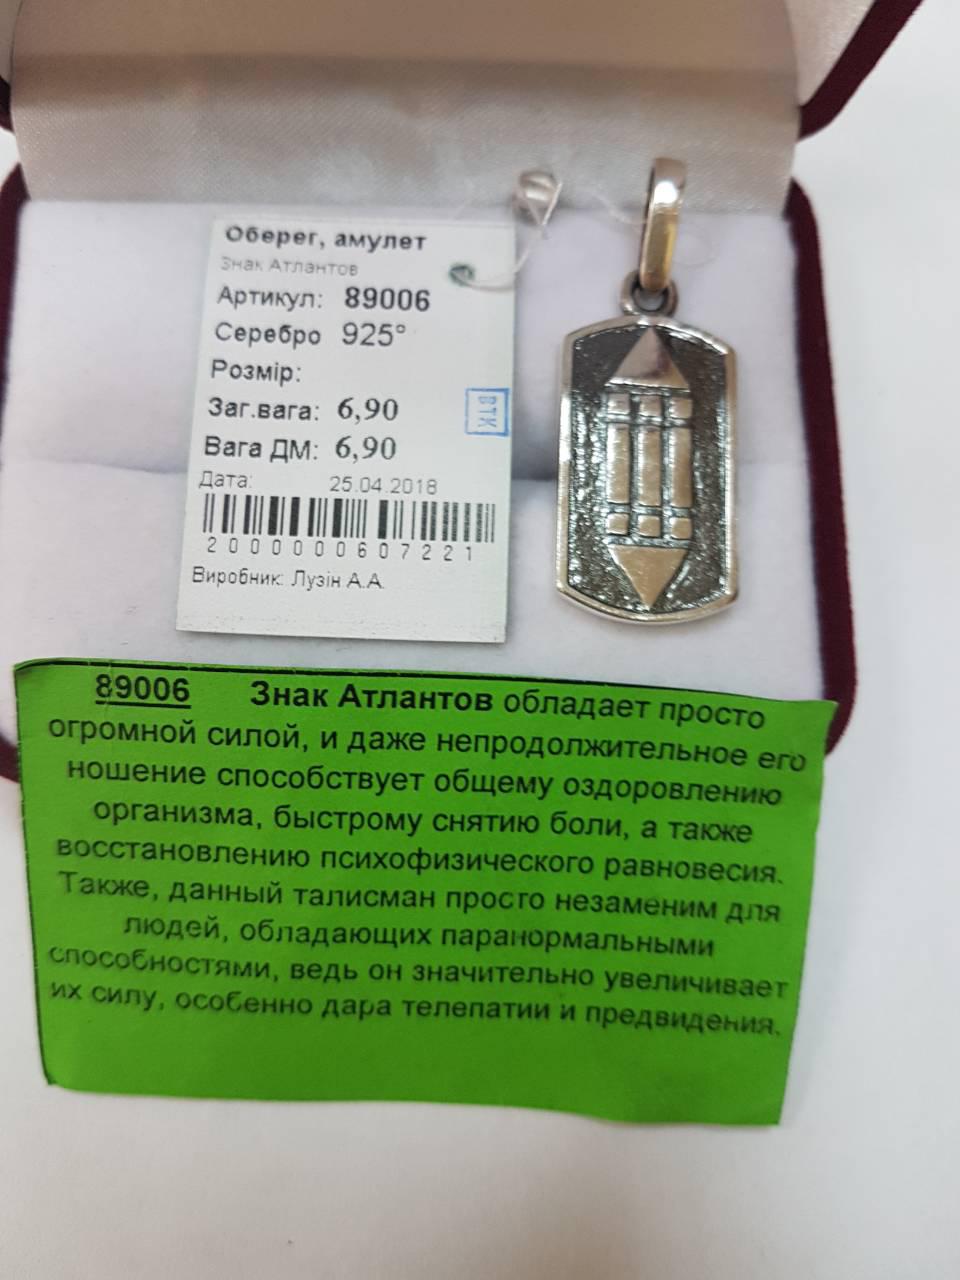 Оберег, амулет
Знак Атлантов
Артикул: 89006
Серебро 925°
Розмір:
Заг.вага: 6,90
Вага ДМ: 6,90
ВТК
Дата: 25.04.2018
2000000607221
Виробник: Лузін А.А.
89006 Знак Атлантов обладает просто
огромной силой, и даже непродолжительное его
ношение способствует общему оздоровлению
организма, быстрому снятию боли, а также
восстановлению психофизического равновесия.
Также, данный талисман просто незаменим для
людей, обладающих паранормальными
способностями, ведь он значительно увеличивает
их силу, особенно дара телепатии и предвидения.